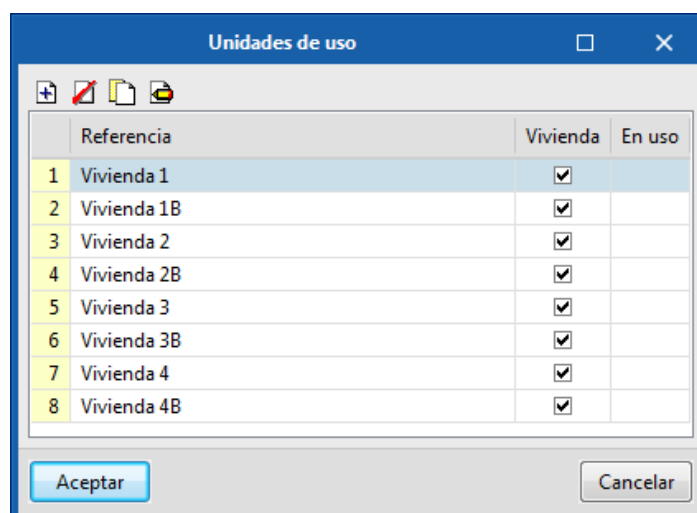 Unidades de uso
Referencia Vivienda En uso
1 Vivienda 1
2 Vivienda 1B
3 Vivienda 2
4 Vivienda 2B
5 Vivienda 3
6 Vivienda 3B
7 Vivienda 4
8 Vivienda 4B
Aceptar Cancelar